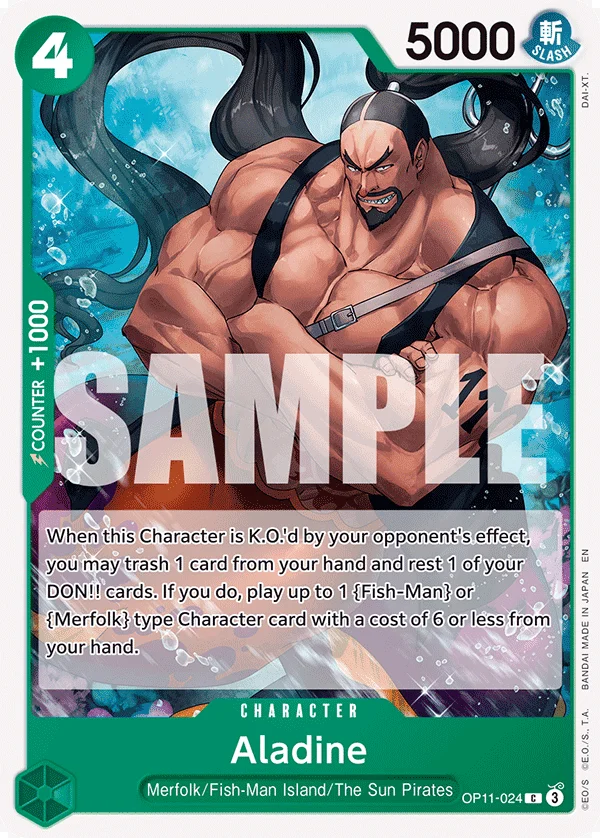 4
5000
斬
SLASH
DAI-XT.
COUNTER +1000
SAMPLE
When this Character is K.O.'d by your opponent's effect,
you may trash 1 card from your hand and rest 1 of your
DON!! cards. If you do, play up to 1 {Fish-Man} or
{Merfolk} type Character card with a cost of 6 or less from
your hand.
CHARACTER
Aladine
Merfolk/Fish-Man Island/The Sun Pirates
OP11-024 C 3
©EO/S ©E.O./S., T.A. BANDAI MADE IN JAPAN EN